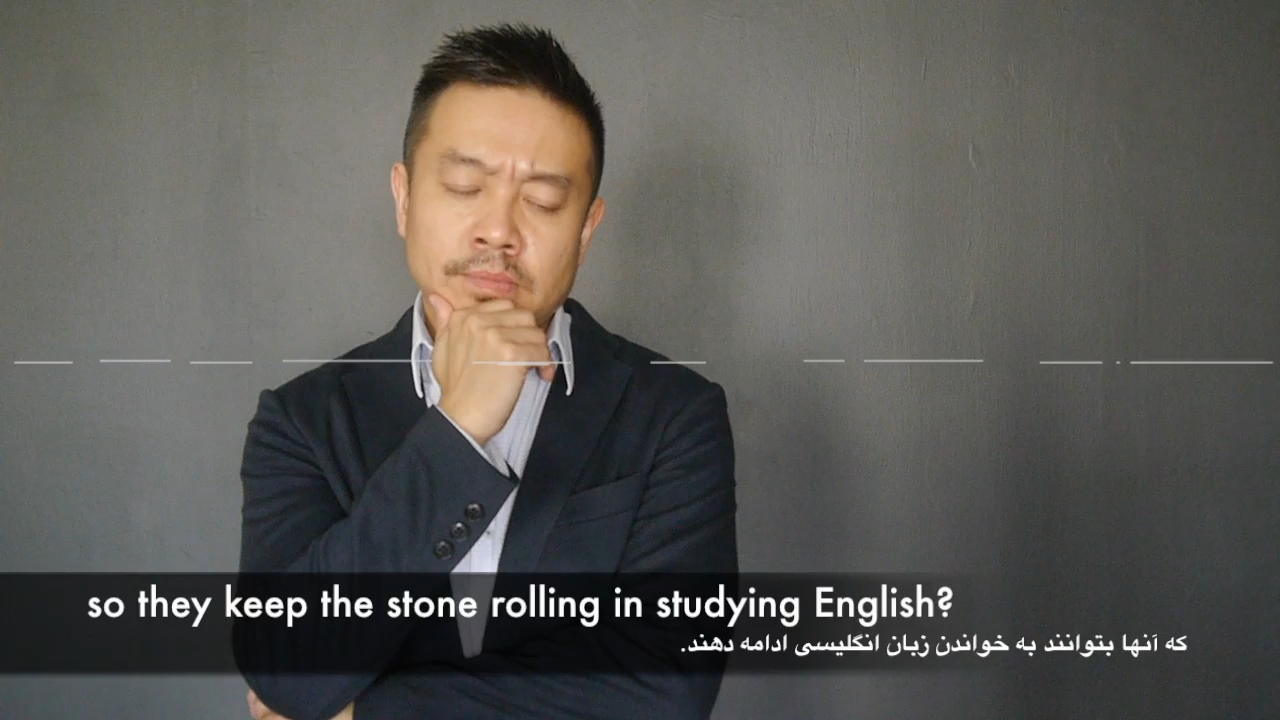 so they keep the stone rolling in studying English?
که آنها بتوانند به خواندن زبان انگلیسی ادامه دهند.